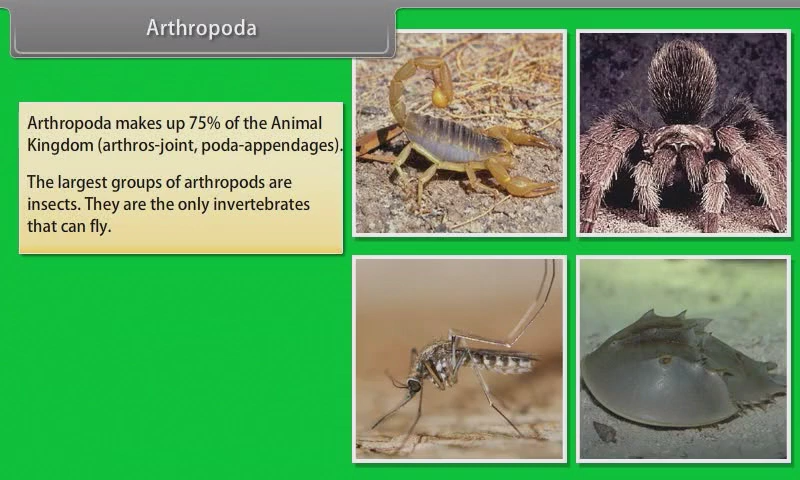 Arthropoda
Arthropoda makes up 75% of the Animal
Kingdom (arthros-joint, poda-appendages).
The largest groups of arthropods are
insects. They are the only invertebrates
that can fly.